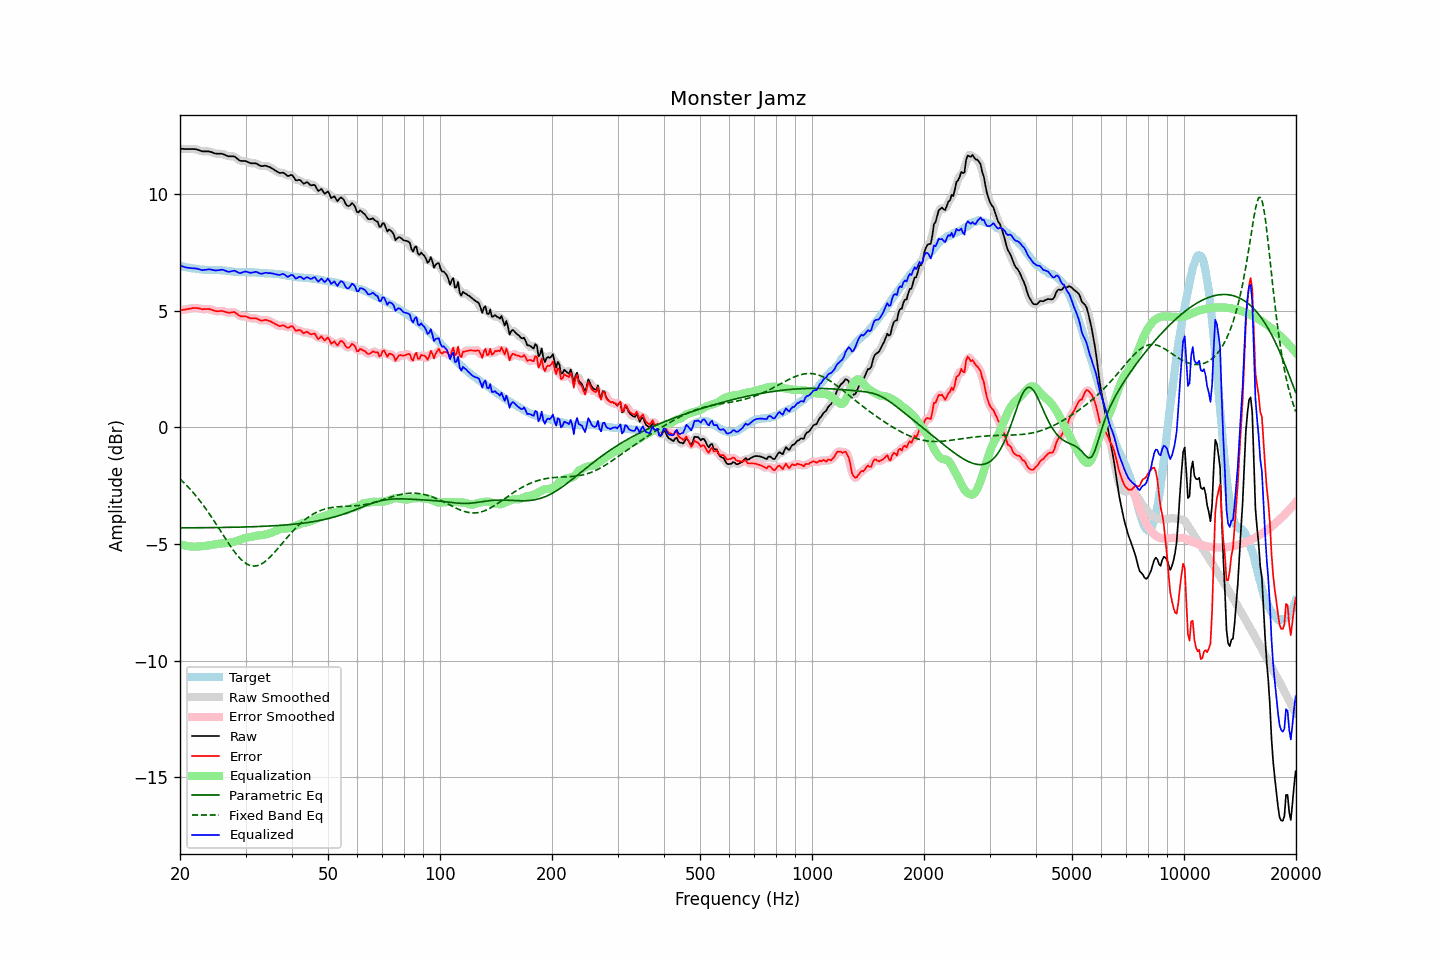 Monster Jamz
Amplitude (dBr)
10
5
0
−5
−10
−15
Target
Raw Smoothed
Error Smoothed
Raw
Error
Equalization
Parametric Eq
Fixed Band Eq
Equalized
20 50 100 200 500 1000 2000 5000 10000 20000
Frequency (Hz)